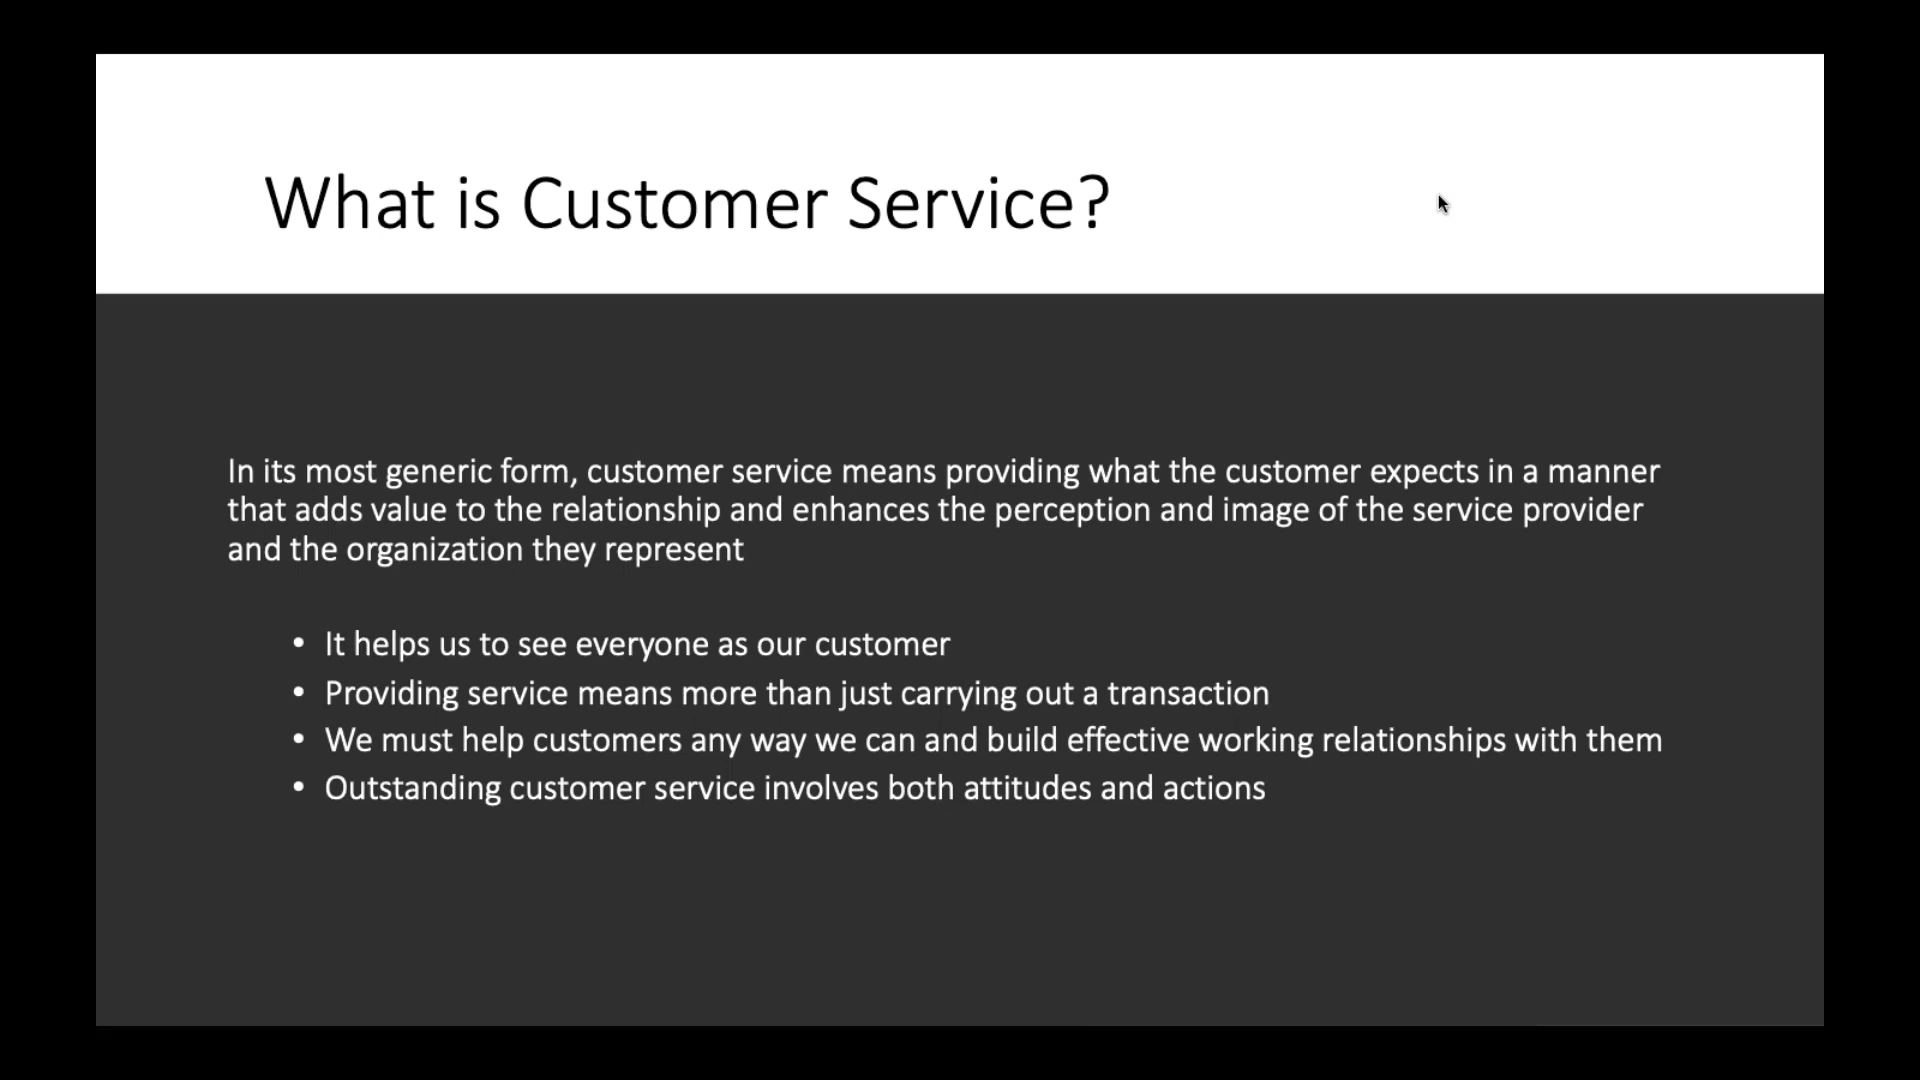 What is Customer Service?
In its most generic form, customer service means providing what the customer expects in a manner
that adds value to the relationship and enhances the perception and image of the service provider
and the organization they represent
• It helps us to see everyone as our customer
• Providing service means more than just carrying out a transaction
• We must help customers any way we can and build effective working relationships with them
• Outstanding customer service involves both attitudes and actions